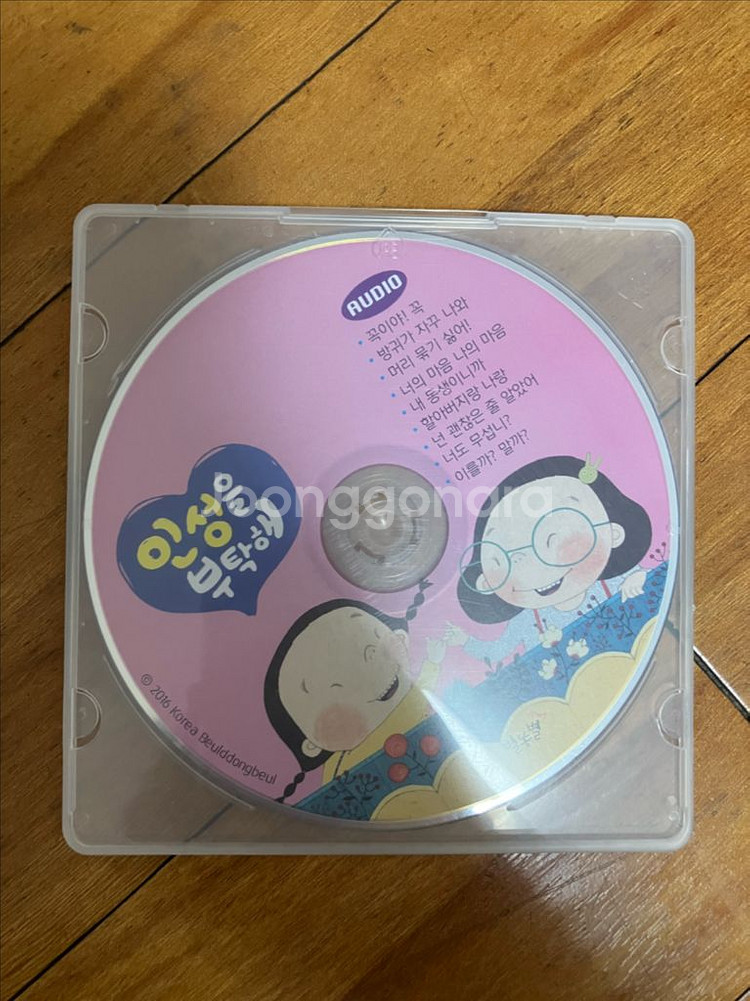 AUDIO
• 꼭이야! 꼭
• 방귀가 자꾸 나와
• 머리 묶기 싫어!
• 너의 마음 나의 마음
• 내 동생이니까
• 할아버지랑 나랑
• 넌 괜찮은 줄 알았어
• 너도 무섭니?
• 이를까? 말까?
인성을
부탁해
joonggonara
© 2016 Korea Beulddongbeul